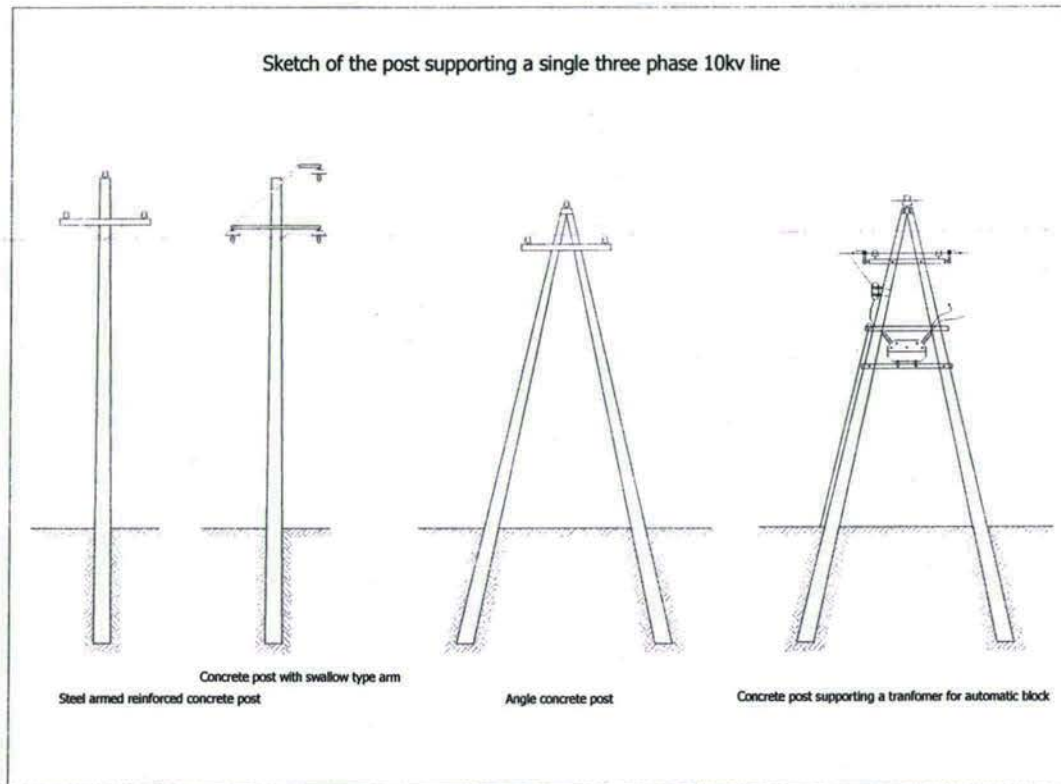 Sketch of the post supporting a single three phase 10kv line
Concrete post with swallow type arm
Steel armed reinforced concrete post
Angle concrete post
Concrete post supporting a tranfomer for automatic block